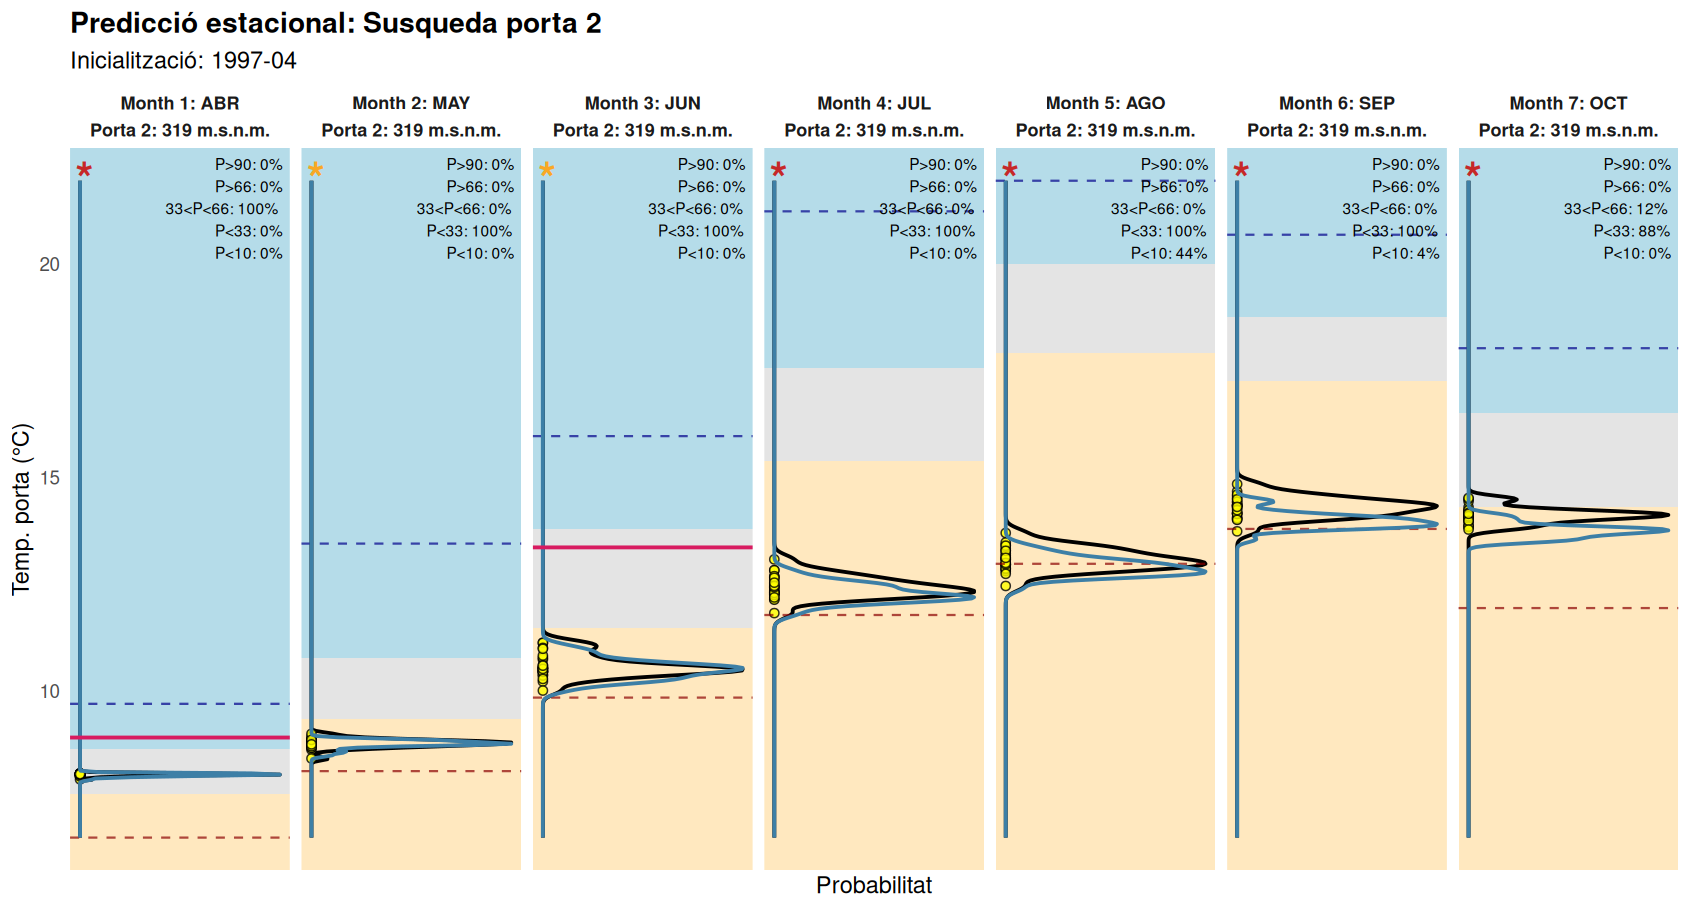 Predicció estacional: Susqueda porta 2
Inicialització: 1997-04
Month 1: ABR
Porta 2: 319 m.s.n.m.
Month 2: MAY
Porta 2: 319 m.s.n.m.
Month 3: JUN
Porta 2: 319 m.s.n.m.
Month 4: JUL
Porta 2: 319 m.s.n.m.
Month 5: AGO
Porta 2: 319 m.s.n.m.
Month 6: SEP
Porta 2: 319 m.s.n.m.
Month 7: OCT
Porta 2: 319 m.s.n.m.
P>90: 0%
P>66: 0%
33<P<66: 100%
P<33: 0%
P<10: 0%
P>90: 0%
P>66: 0%
33<P<66: 0%
P<33: 100%
P<10: 0%
P>90: 0%
P>66: 0%
33<P<66: 0%
P<33: 100%
P<10: 0%
P>90: 0%
P>66: 0%
33<P<66: 0%
P<33: 100%
P<10: 0%
P>90: 0%
P>66: 0%
33<P<66: 0%
P<33: 100%
P<10: 44%
P>90: 0%
P>66: 0%
33<P<66: 0%
P<33: 100%
P<10: 4%
P>90: 0%
P>66: 0%
33<P<66: 12%
P<33: 88%
P<10: 0%
20
15
10
Temp. porta (°C)
Probabilitat